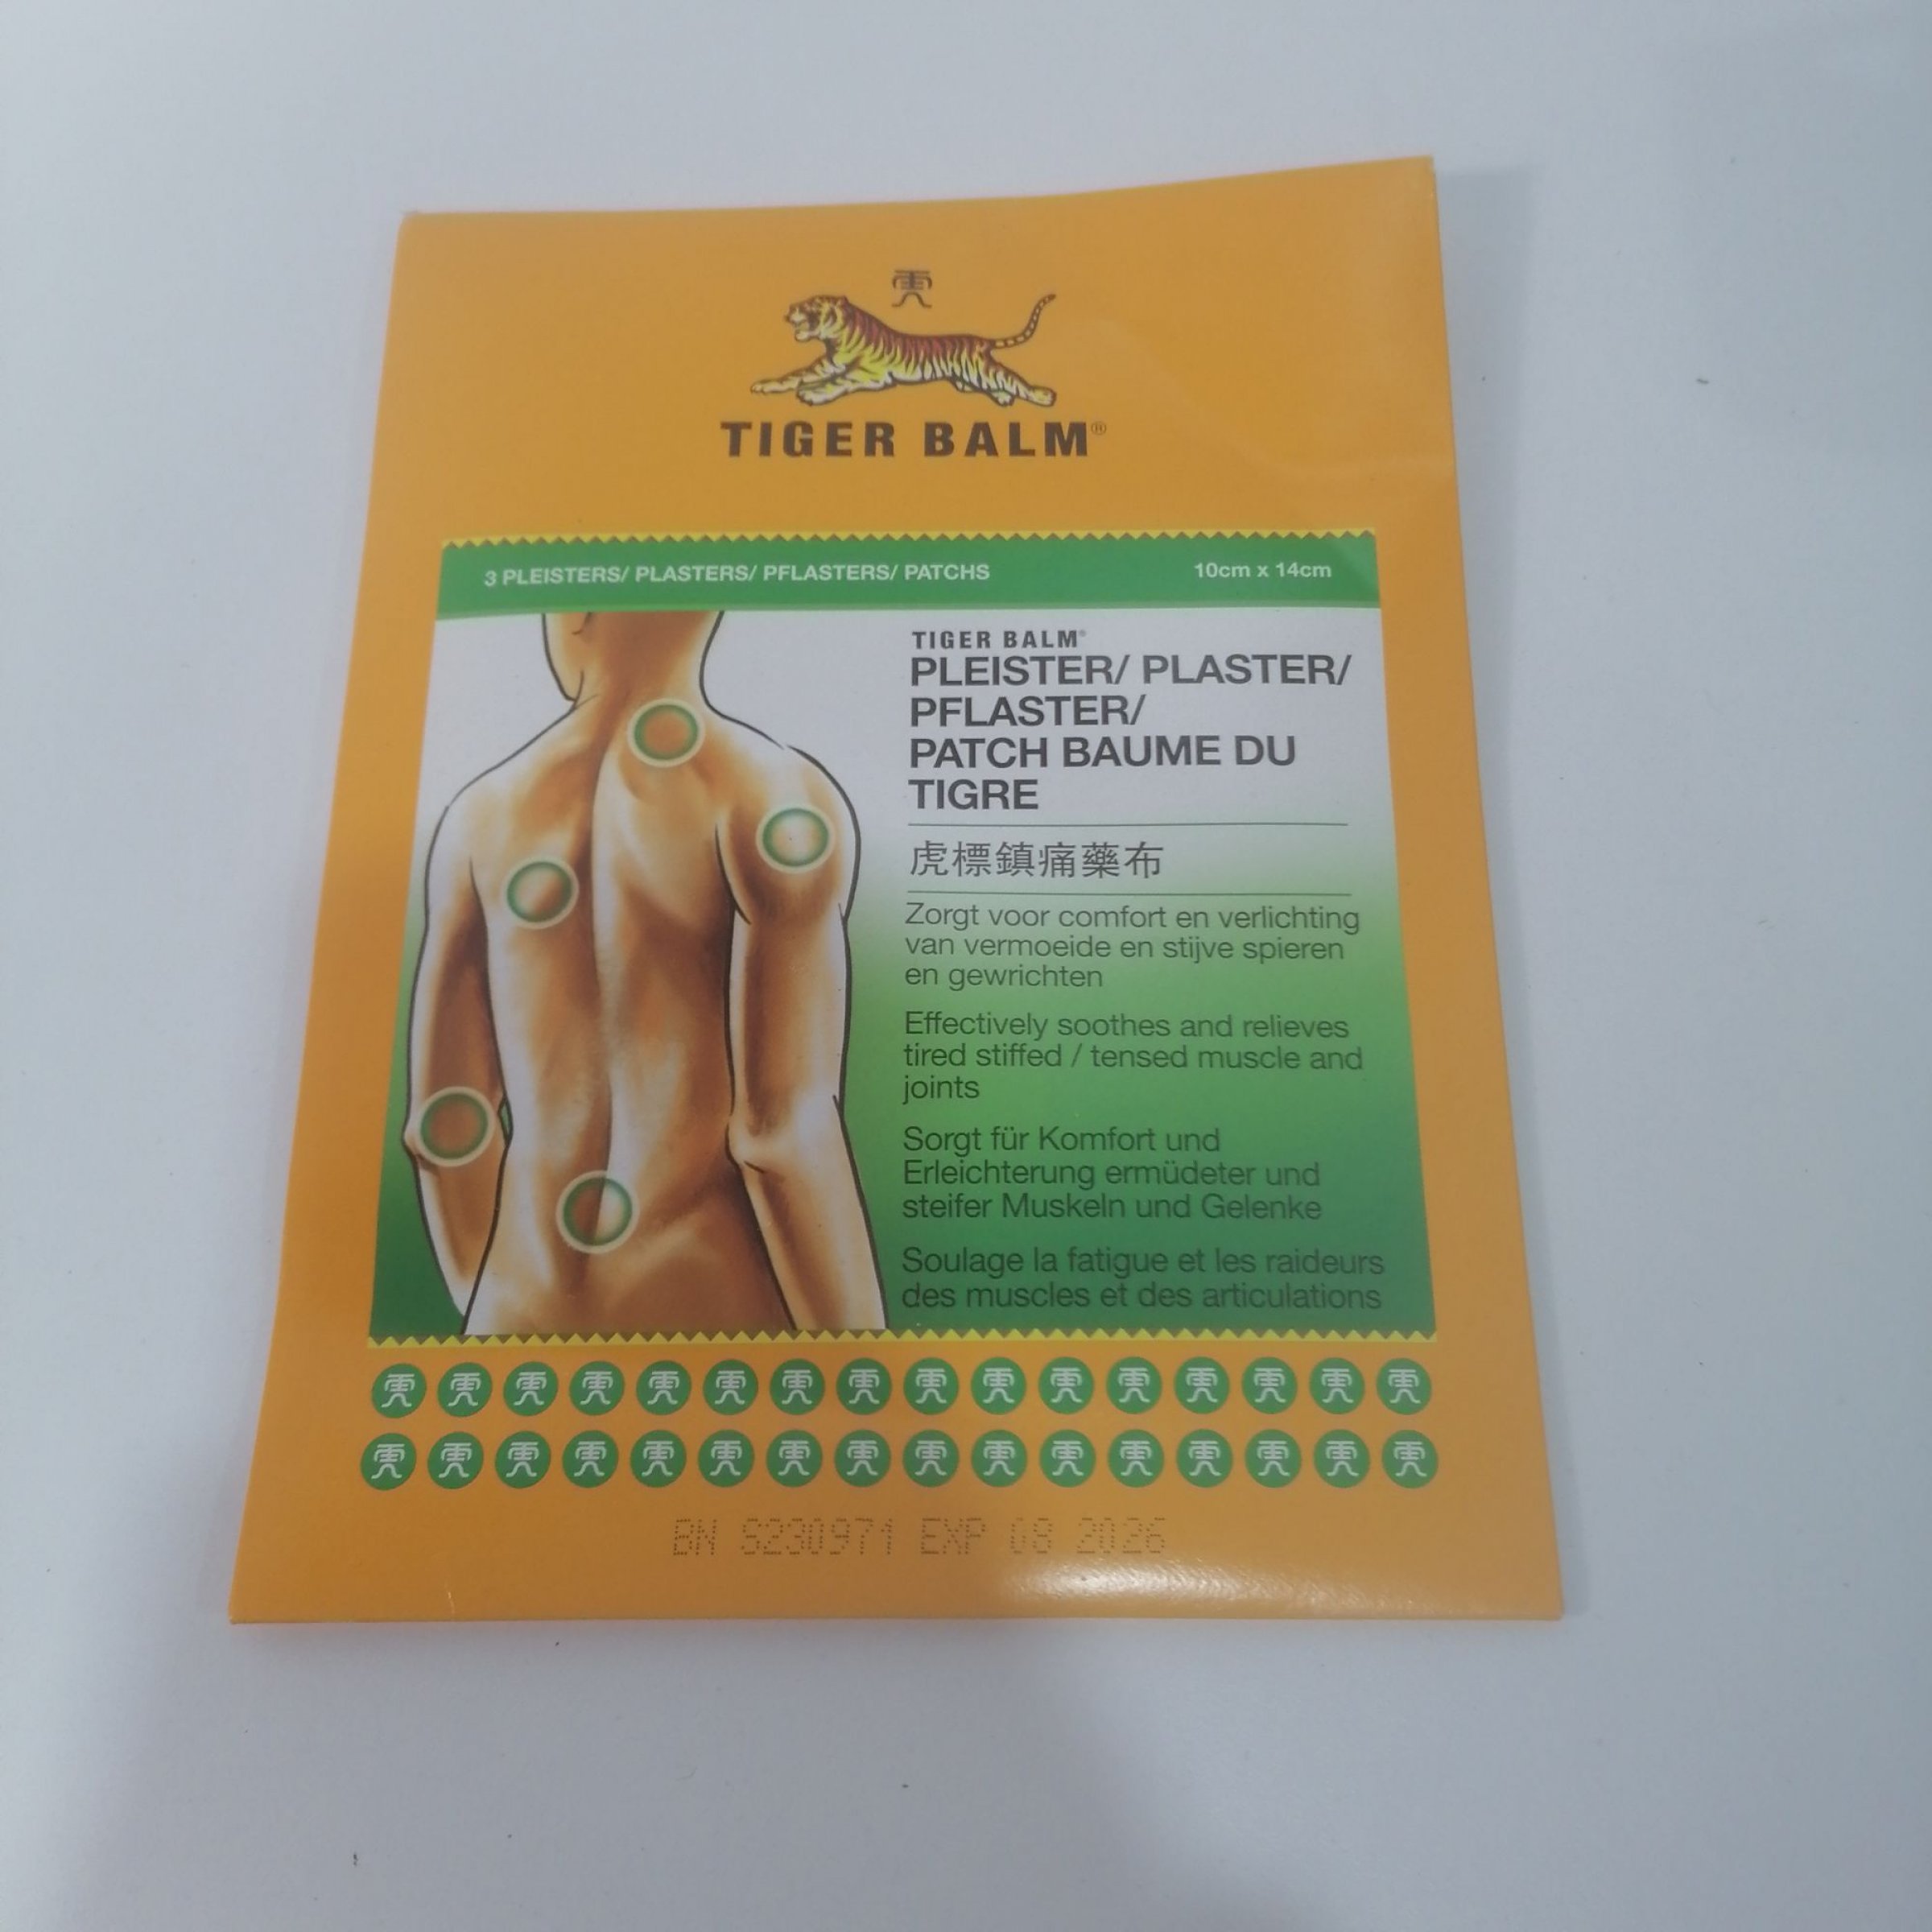 TIGER BALM®
3 PLEISTERS/ PLASTERS/ PFLASTERS/ PATCHS 10cm x 14cm
TIGER BALM®
PLEISTER/ PLASTER/
PFLASTER/
PATCH BAUME DU
TIGRE
虎標鎮痛藥布
Zorgt voor comfort en verlichting
van vermoeide en stijve spieren
en gewrichten
Effectively soothes and relieves
tired stiffed / tensed muscle and
joints
Sorgt für Komfort und
Erleichterung ermüdeter und
steifer Muskeln und Gelenke
Soulage la fatigue et les raideurs
des muscles et des articulations
BN S230971 EXP 08 2026